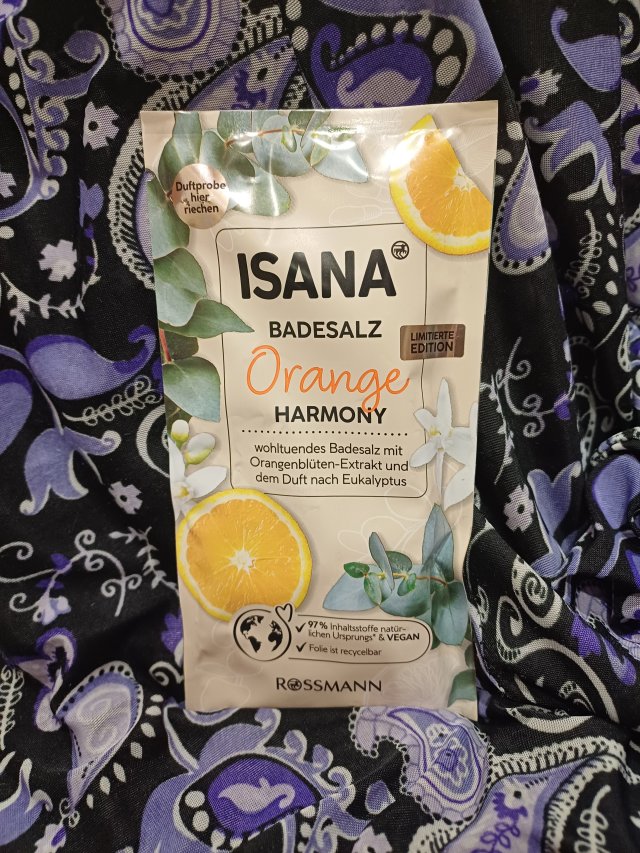 Duftprobe
hier
riechen
ISANA
BADESALZ
LIMITIERTE
EDITION
Orange
HARMONY
wohltuendes Badesalz mit
Orangenblüten-Extrakt und
dem Duft nach Eukalyptus
97% Inhaltsstoffe natür-
lichen Ursprungs* & VEGAN
Folie ist recycelbar
ROSSMANN